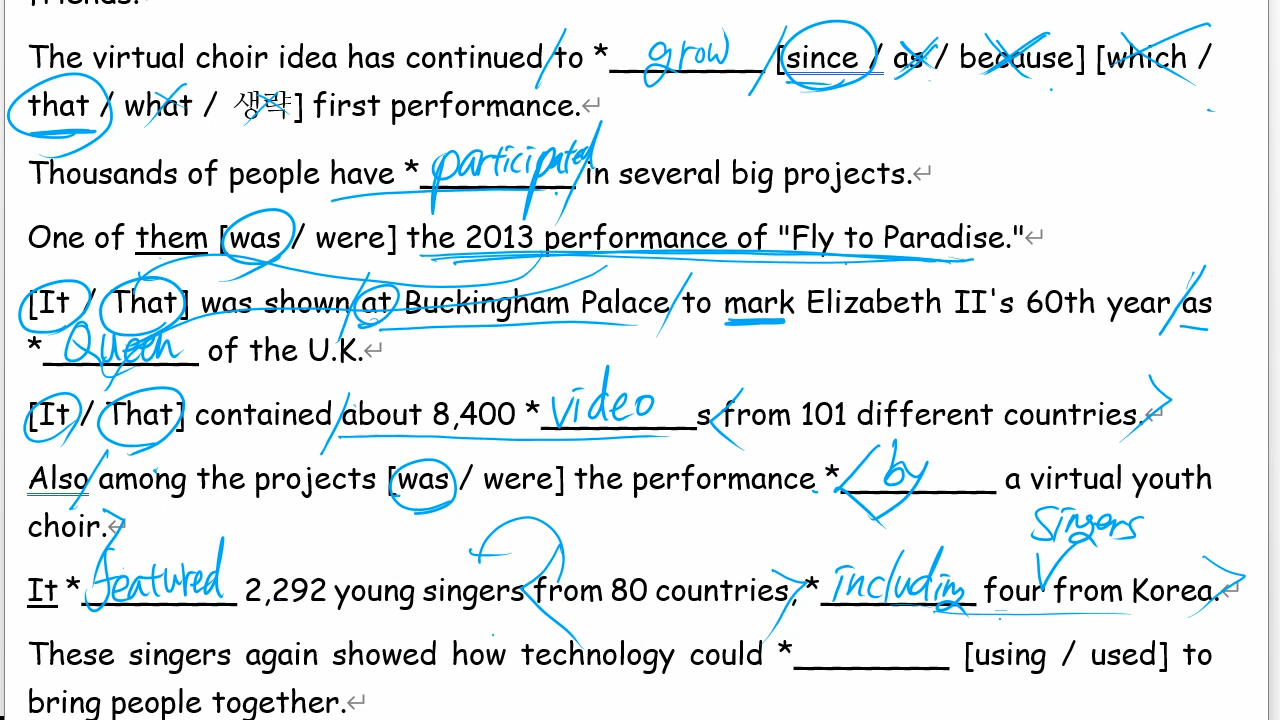 friends.
The virtual choir idea has continued to * grow [since / as / because] [which /
that / what / 생략] first performance.
Thousands of people have * participated in several big projects.
One of them [was / were] the 2013 performance of "Fly to Paradise."
[It / That] was shown at Buckingham Palace to mark Elizabeth II's 60th year as
* Queen of the U.K.
[It / That] contained about 8,400 * videos from 101 different countries.
Also among the projects [was / were] the performance * by a virtual youth
choir.
singers
It * featured 2,292 young singers from 80 countries, * including four from Korea.
These singers again showed how technology could *__________ [using / used] to
bring people together.